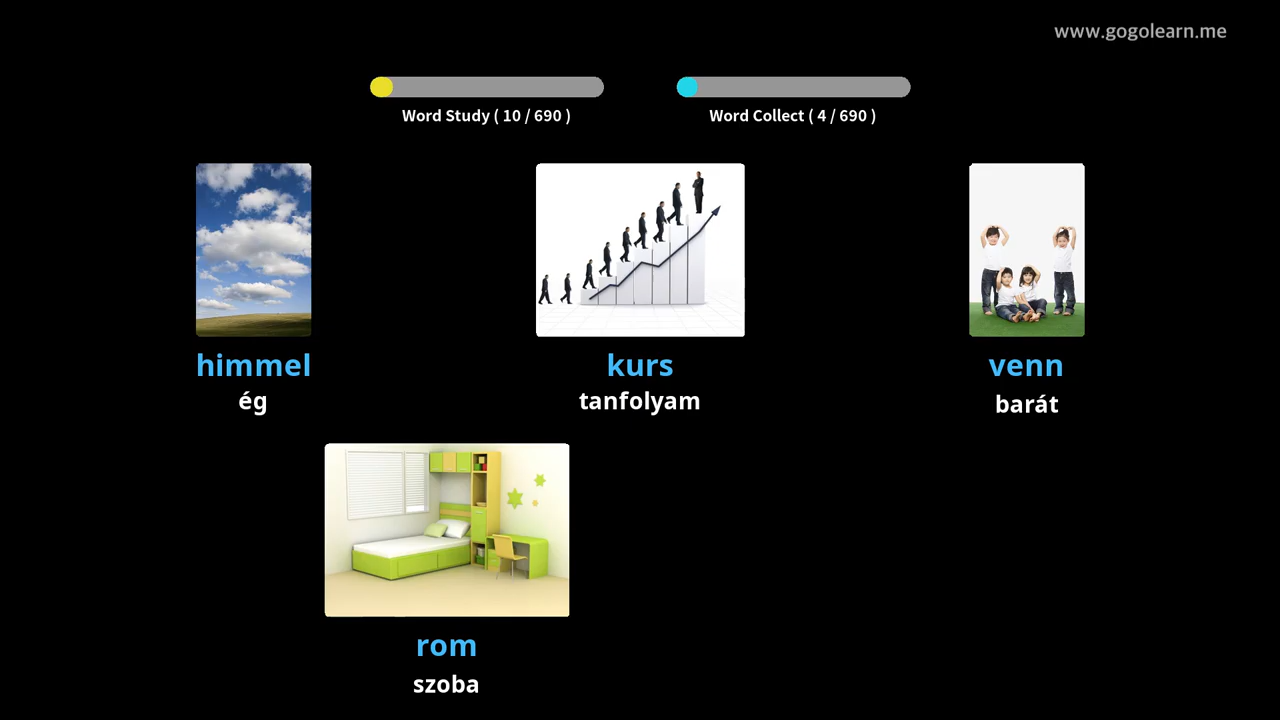 www.gogolearn.me
Word Study ( 10 / 690 )
Word Collect ( 4 / 690 )
himmel
ég
kurs
tanfolyam
venn
barát
rom
szoba